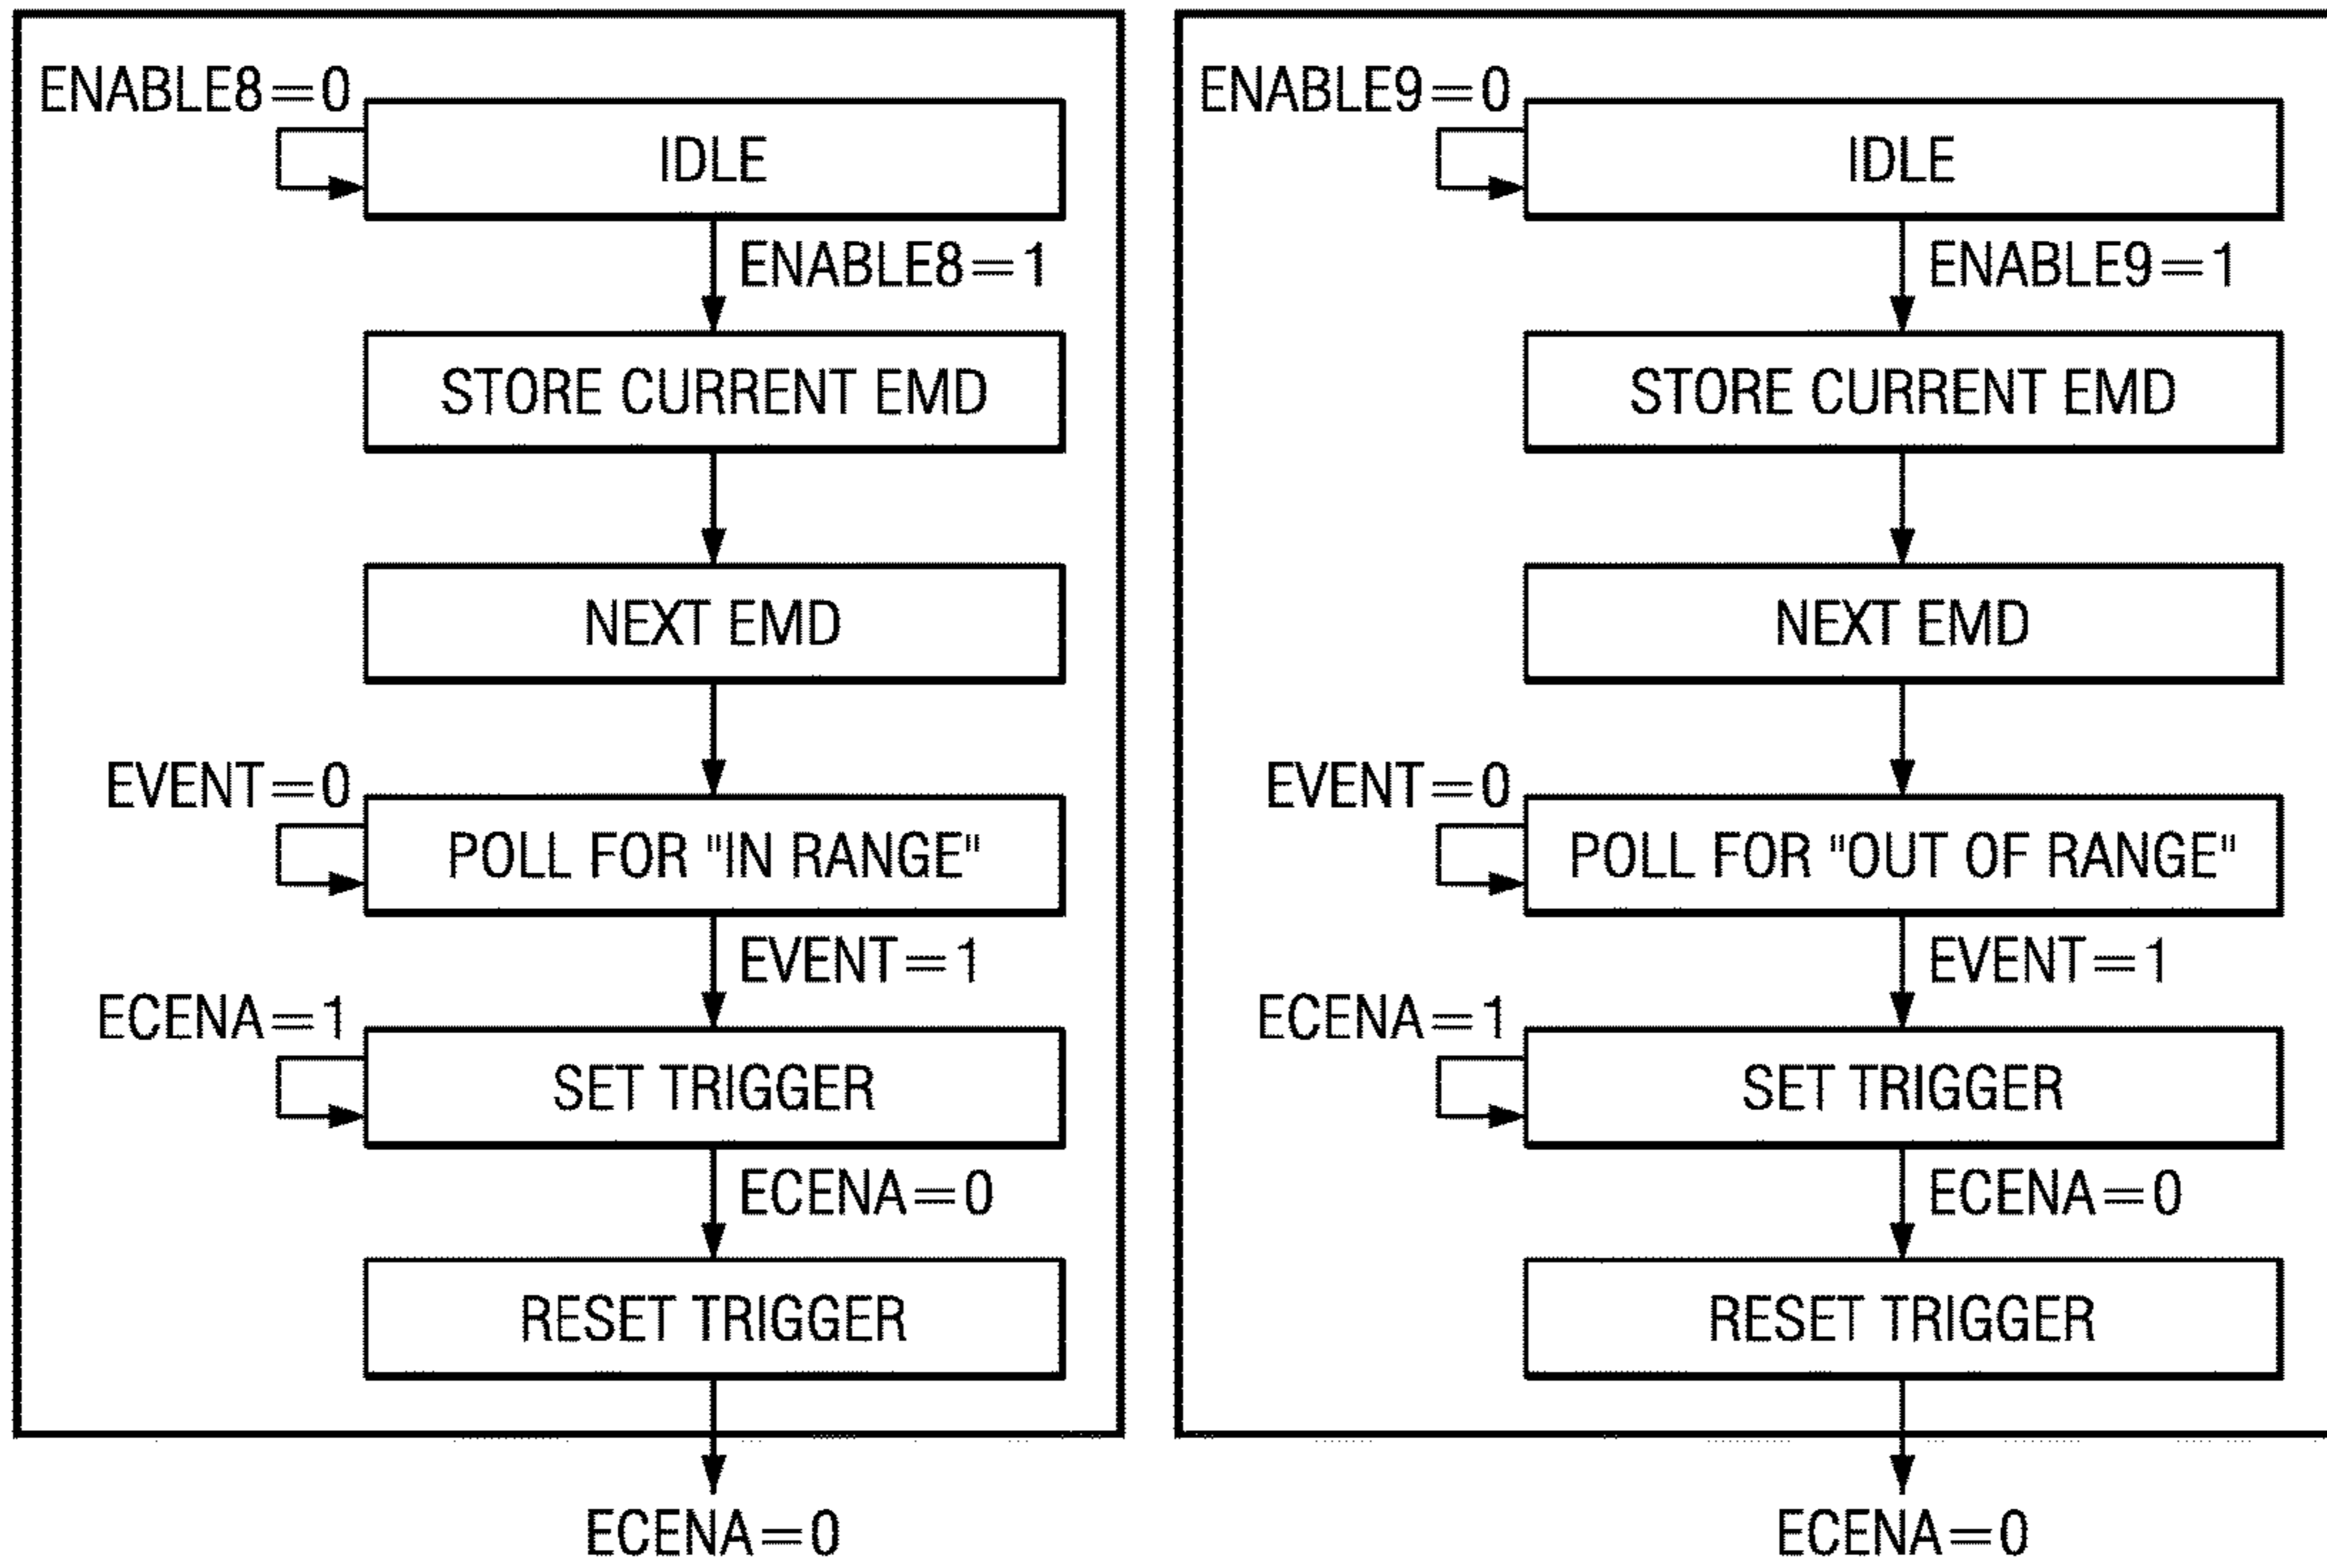 ENABLE8=0
IDLE
ENABLE8=1
STORE CURRENT EMD
NEXT EMD
EVENT=0
POLL FOR "IN RANGE"
EVENT=1
ECENA=1
SET TRIGGER
ECENA=0
RESET TRIGGER
ECENA=0
ENABLE9=0
IDLE
ENABLE9=1
STORE CURRENT EMD
NEXT EMD
EVENT=0
POLL FOR "OUT OF RANGE"
EVENT=1
ECENA=1
SET TRIGGER
ECENA=0
RESET TRIGGER
ECENA=0